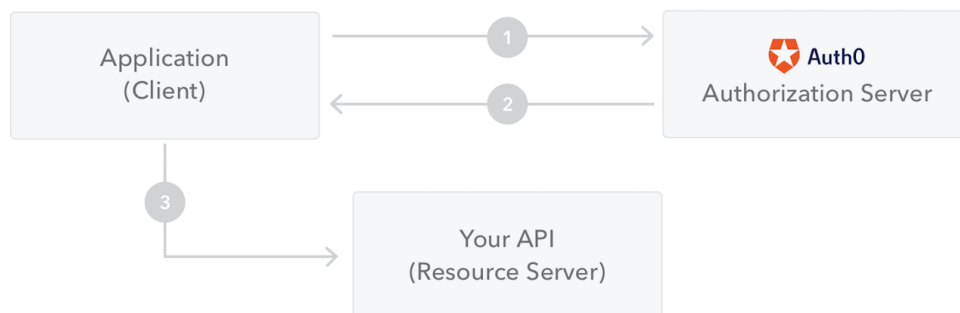 Application
(Client)
1
Auth0
Authorization Server
2
3
Your API
(Resource Server)